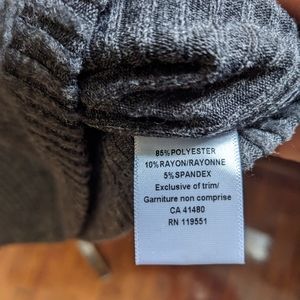 85% POLYESTER
10% RAYON/RAYONNE
5% SPANDEX
Exclusive of trim/
Garniture non comprise
CA 41480
RN 119551